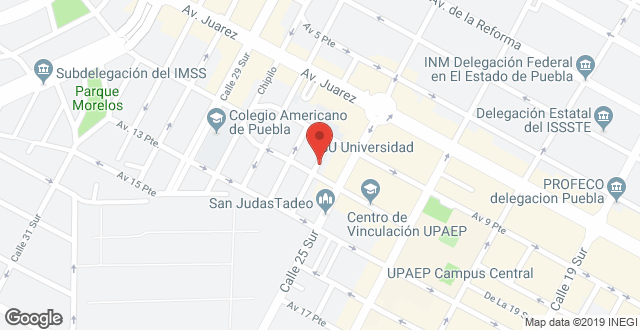 Av. de la Reforma
Av. Juarez
Av 5 Pte
INM Delegación Federal
en El Estado de Puebla
Subdelegación del IMSS
Calle 29 Sur
Chipilo
Av. Juarez
Parque
Morelos
Colegio Americano
de Puebla
Delegación Estatal
del ISSSTE
Av. 13 Pte
U Universidad
Av 15 Pte
PROFECO
delegacion Puebla
San JudasTadeo
Centro de
Vinculación UPAEP
Av 9 Pte
Calle 31 Sur
Calle 25 Sur
UPAEP Campus Central
Calle 19 Sur
De La 19 S
Av 17 Pte
Google
Map data ©2019 INEGI